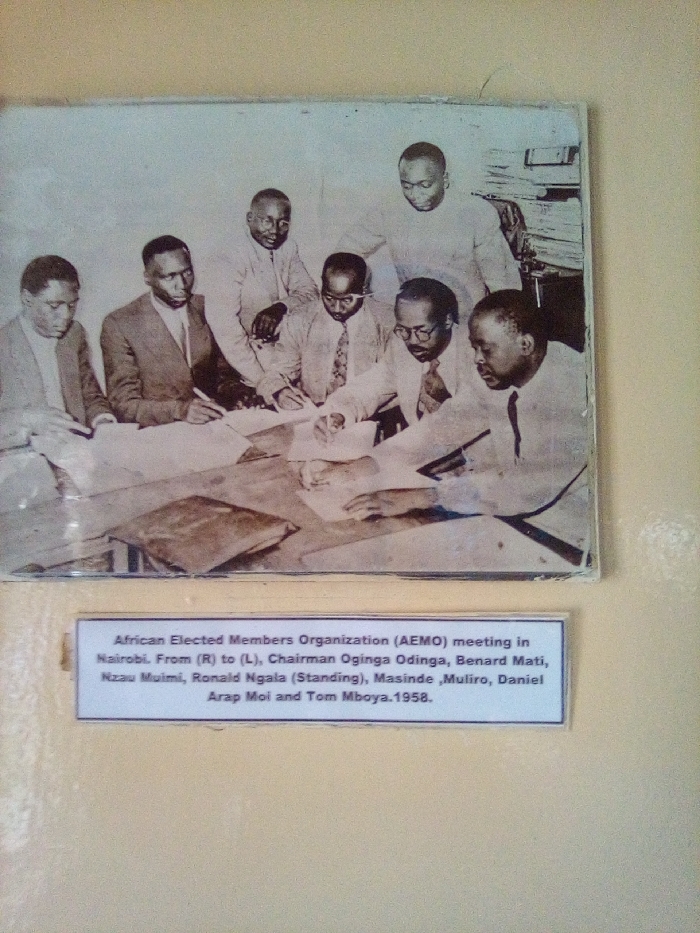 African Elected Members Organization (AEMO) meeting in
Nairobi. From (R) to (L), Chairman Oginga Odinga, Benard Mati,
Nzau Muimi, Ronald Ngala (Standing), Masinde ,Muliro, Daniel
Arap Moi and Tom Mboya.1958.